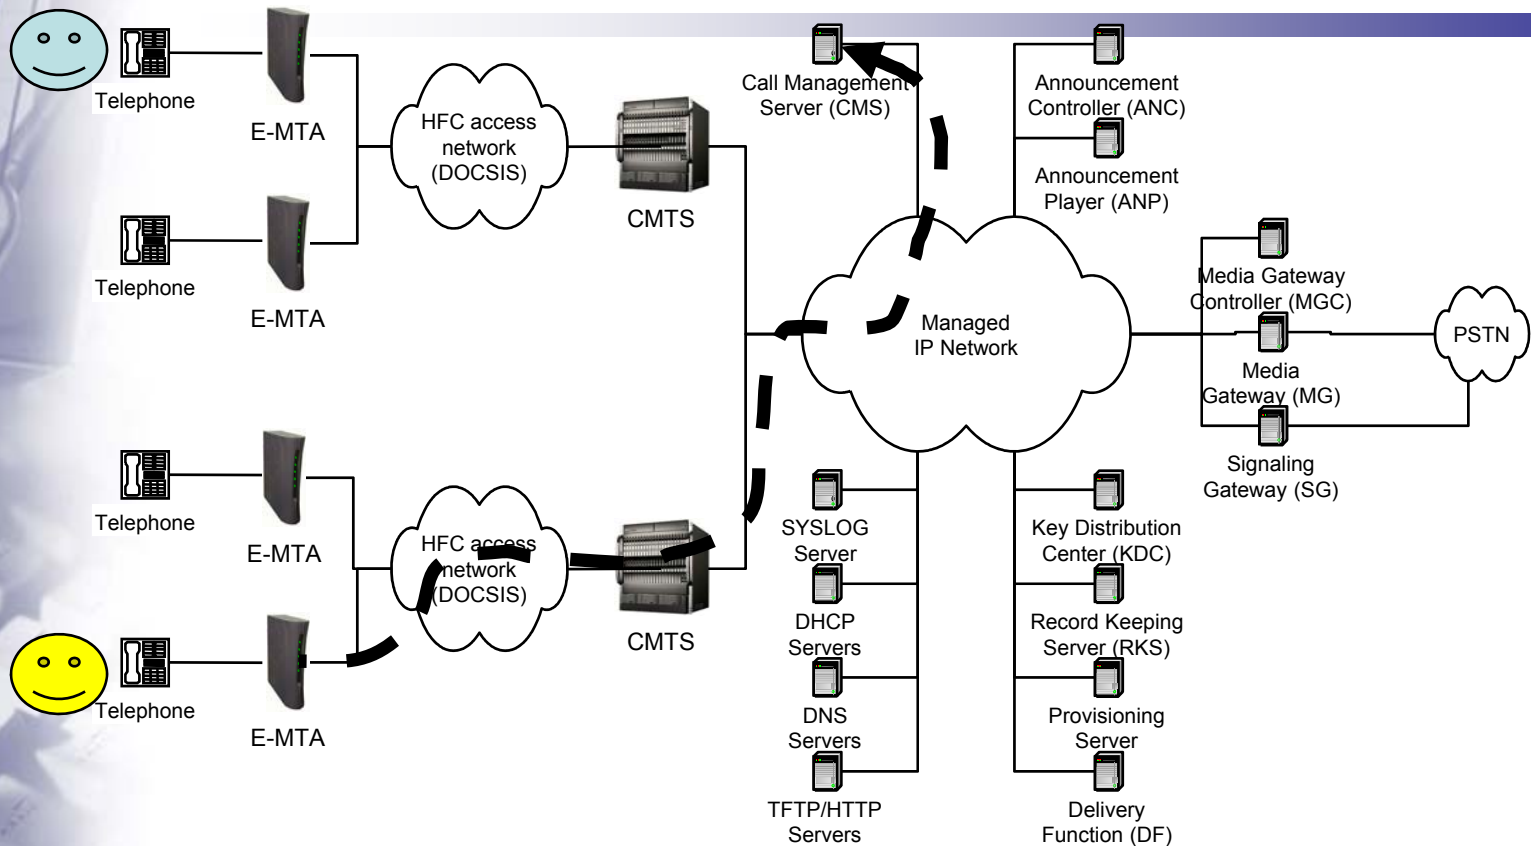 Telephone
E-MTA
HFC access
network
(DOCSIS)
CMTS
Telephone
E-MTA
Call Management
Server (CMS)
Announcement
Controller (ANC)
Announcement
Player (ANP)
Managed
IP Network
Media Gateway
Controller (MGC)
Media
Gateway (MG)
Signaling
Gateway (SG)
PSTN
Telephone
E-MTA
HFC access
network
(DOCSIS)
CMTS
Telephone
E-MTA
SYSLOG
Server
DHCP
Servers
DNS
Servers
TFTP/HTTP
Servers
Key Distribution
Center (KDC)
Record Keeping
Server (RKS)
Provisioning
Server
Delivery
Function (DF)